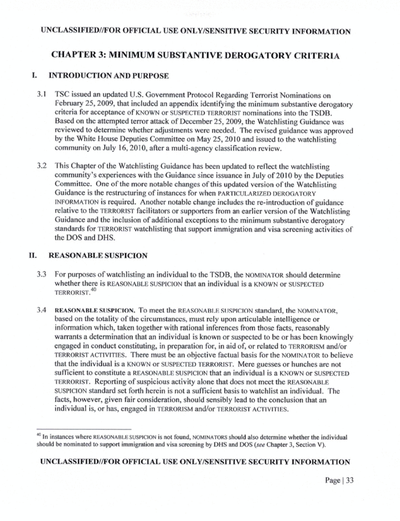 UNCLASSIFIED//FOR OFFICIAL USE ONLY/SENSITIVE SECURITY INFORMATION
CHAPTER 3: MINIMUM SUBSTANTIVE DEROGATORY CRITERIA
I. INTRODUCTION AND PURPOSE
3.1 TSC issued an updated U.S. Government Protocol Regarding Terrorist Nominations on
February 25, 2009, that included an appendix identifying the minimum substantive derogatory
criteria for acceptance of KNOWN or SUSPECTED TERRORIST nominations into the TSDB.
Based on the attempted terror attack of December 25, 2009, the Watchlisting Guidance was
reviewed to determine whether adjustments were needed. The revised guidance was approved
by the White House Deputies Committee on May 25, 2010 and issued to the watchlisting
community on July 16, 2010, after a multi-agency classification review.
3.2 This Chapter of the Watchlisting Guidance has been updated to reflect the watchlisting
community's experiences with the Guidance since issuance in July of 2010 by the Deputies
Committee. One of the more notable changes of this updated version of the Watchlisting
Guidance is the restructuring of instances for when PARTICULARIZED DEROGATORY
INFORMATION is required. Another notable change includes the re-introduction of guidance
relative to the TERRORIST facilitators or supporters from an earlier version of the Watchlisting
Guidance and the inclusion of additional exceptions to the minimum substantive derogatory
standards for TERRORIST watchlisting that support immigration and visa screening activities of
the DOS and DHS.
II. REASONABLE SUSPICION
3.3 For purposes of watchlisting an individual to the TSDB, the NOMINATOR should determine
whether there is REASONABLE SUSPICION that an individual is a KNOWN or SUSPECTED
TERRORIST.40
3.4 REASONABLE SUSPICION. To meet the REASONABLE SUSPICION standard, the NOMINATOR,
based on the totality of the circumstances, must rely upon articulable intelligence or
information which, taken together with rational inferences from those facts, reasonably
warrants a determination that an individual is known or suspected to be or has been knowingly
engaged in conduct constituting, in preparation for, in aid of, or related to TERRORISM and/or
TERRORIST ACTIVITIES. There must be an objective factual basis for the NOMINATOR to believe
that the individual is a KNOWN or SUSPECTED TERRORIST. Mere guesses or hunches are not
sufficient to constitute a REASONABLE SUSPICION that an individual is a KNOWN or SUSPECTED
TERRORIST. Reporting of suspicious activity alone that does not meet the REASONABLE
SUSPICION standard set forth herein is not a sufficient basis to watchlist an individual. The
facts, however, given fair consideration, should sensibly lead to the conclusion that an
individual is, or has, engaged in TERRORISM and/or TERRORIST ACTIVITIES.
40 In instances where REASONABLE SUSPICION is not found, NOMINATORS should also determine whether the individual
should be nominated to support immigration and visa screening by DHS and DOS (see Chapter 3, Section V).
UNCLASSIFIED//FOR OFFICIAL USE ONLY/SENSITIVE SECURITY INFORMATION
Page | 33